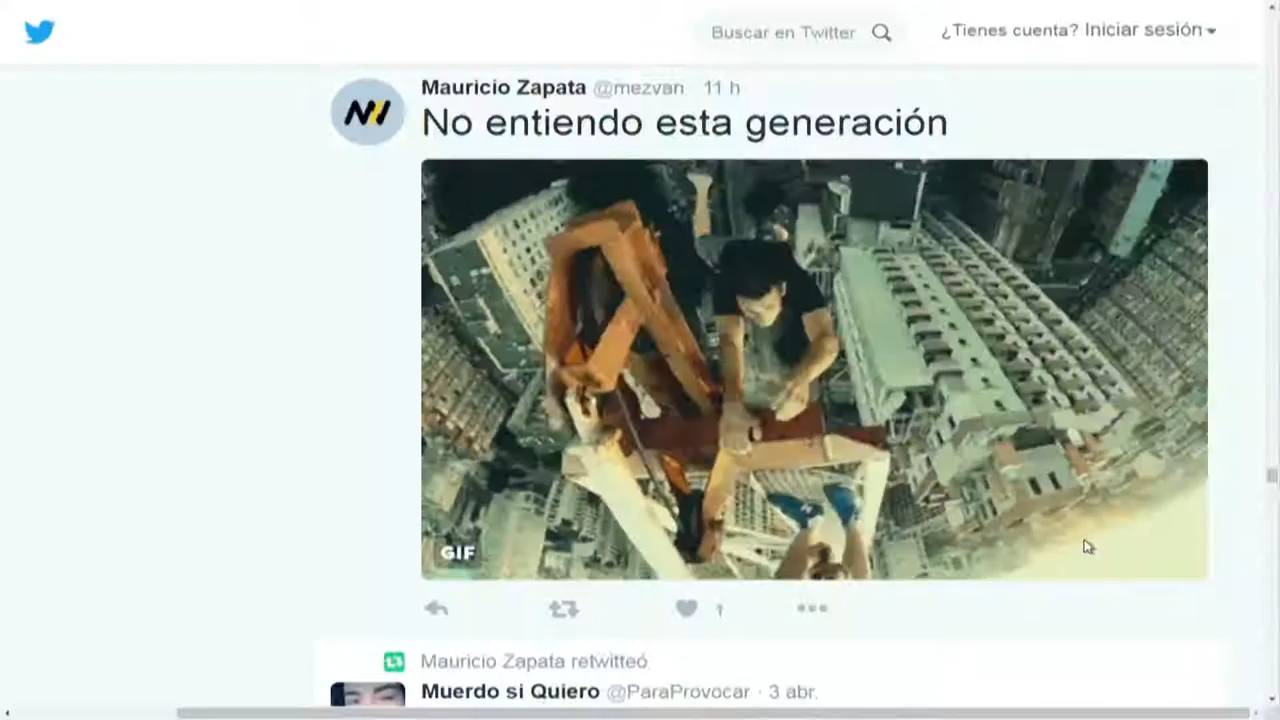 Buscar en Twitter
¿Tienes cuenta? Iniciar sesión
Mauricio Zapata @mezvan 11 h
No entiendo esta generación
GIF
1
Mauricio Zapata retwitteó
Muerdo si Quiero @ParaProvocar · 3 abr.